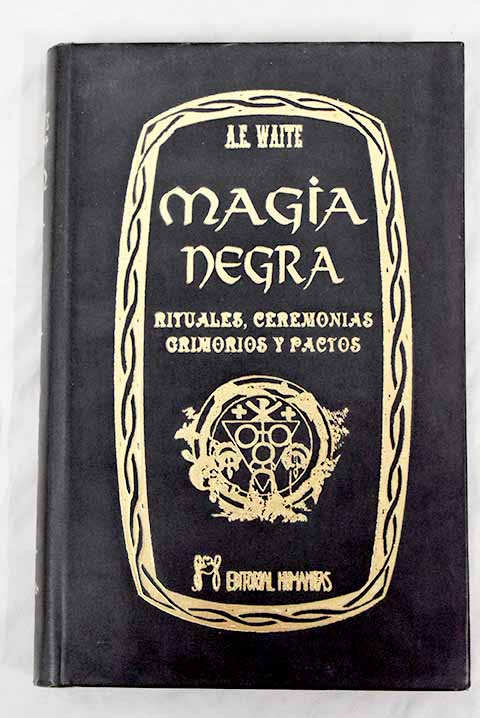 A.E. WAITE
MAGIA
NEGRA
RITUALES, CEREMONIAS
GRIMORIOS Y PACTOS
EDITORIAL HUMANITAS